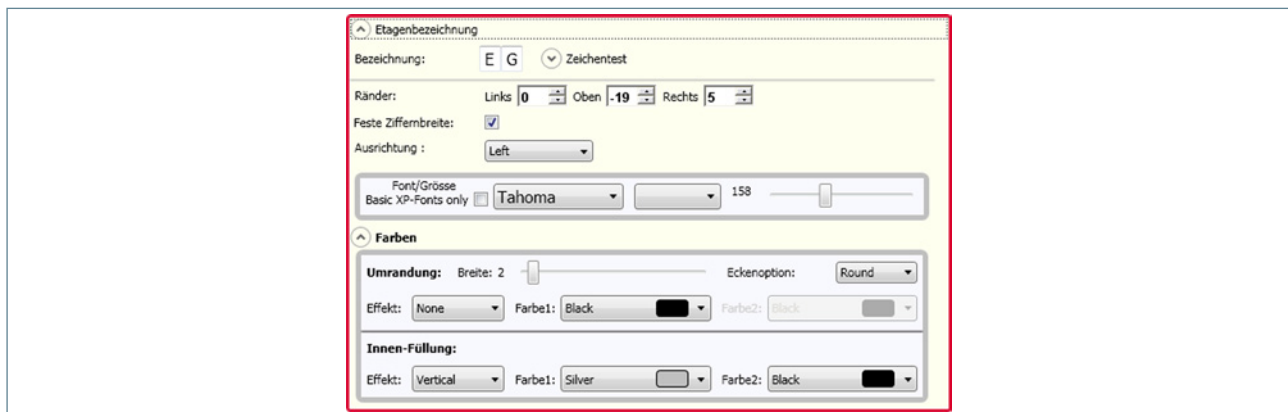 Etagenbezeichnung
Bezeichnung: E G Zeichentest
Ränder: Links 0 Oben -19 Rechts 5
Feste Ziffernbreite:
Ausrichtung : Left
Font/Grösse
Basic XP-Fonts only Tahoma 158
Farben
Umrandung: Breite: 2 Eckenoption: Round
Effekt: None Farbe1: Black Farbe2: Black
Innen-Füllung:
Effekt: Vertical Farbe1: Silver Farbe2: Black